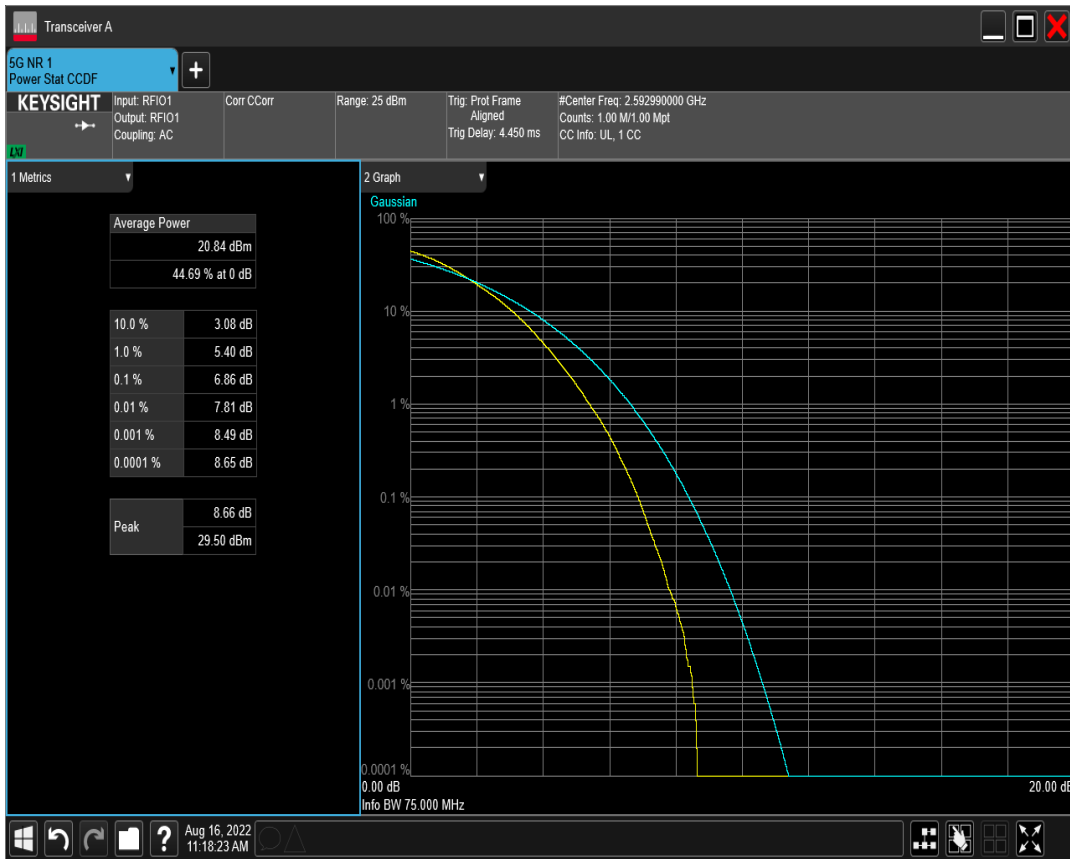 Transceiver A
5G NR 1
Power Stat CCDF
KEYSIGHT
LXI
Input: RFIO1
Output: RFIO1
Coupling: AC
Corr CCorr
Range: 25 dBm
Trig: Prot Frame
Aligned
Trig Delay: 4.450 ms
#Center Freq: 2.592990000 GHz
Counts: 1.00 M/1.00 Mpt
CC Info: UL, 1 CC
1 Metrics
Average Power
20.84 dBm
44.69 % at 0 dB
10.0 % 3.08 dB
1.0 % 5.40 dB
0.1 % 6.86 dB
0.01 % 7.81 dB
0.001 % 8.49 dB
0.0001 % 8.65 dB
Peak
8.66 dB
29.50 dBm
2 Graph
Gaussian
100 %
10 %
1 %
0.1 %
0.01 %
0.001 %
0.0001 %
0.00 dB 20.00 dB
Info BW 75.000 MHz
?
Aug 16, 2022
11:18:23 AM